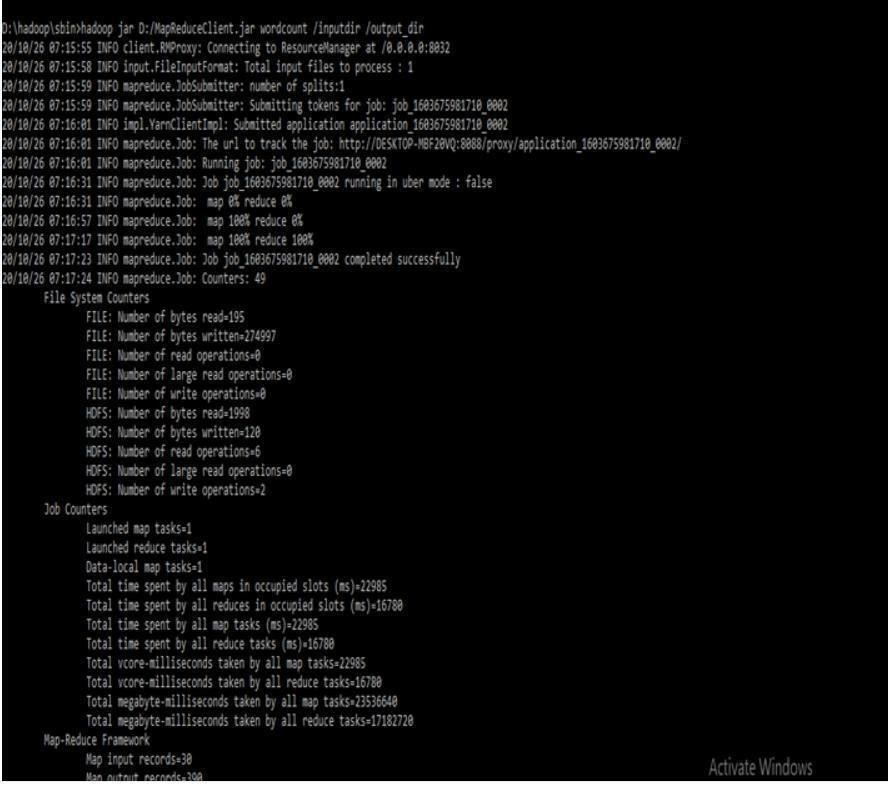 D:\hadoop\sbin>hadoop jar D:/MapReduceClient.jar wordcount /inputdir /output_dir
20/10/26 07:15:55 INFO client.RMProxy: Connecting to ResourceManager at /0.0.0.0:8032
20/10/26 07:15:58 INFO input.FileInputFormat: Total input files to process : 1
20/10/26 07:15:59 INFO mapreduce.JobSubmitter: number of splits:1
20/10/26 07:15:59 INFO mapreduce.JobSubmitter: Submitting tokens for job: job_1603675981710_0002
20/10/26 07:16:01 INFO impl.YarnClientImpl: Submitted application application_1603675981710_0002
20/10/26 07:16:01 INFO mapreduce.Job: The url to track the job: http://DESKTOP-MBF20VQ:8088/proxy/application_1603675981710_0002/
20/10/26 07:16:01 INFO mapreduce.Job: Running job: job_1603675981710_0002
20/10/26 07:16:31 INFO mapreduce.Job: Job job_1603675981710_0002 running in uber mode : false
20/10/26 07:16:31 INFO mapreduce.Job:  map 0% reduce 0%
20/10/26 07:16:57 INFO mapreduce.Job:  map 100% reduce 0%
20/10/26 07:17:17 INFO mapreduce.Job:  map 100% reduce 100%
20/10/26 07:17:23 INFO mapreduce.Job: Job job_1603675981710_0002 completed successfully
20/10/26 07:17:24 INFO mapreduce.Job: Counters: 49
File System Counters
FILE: Number of bytes read=195
FILE: Number of bytes written=274997
FILE: Number of read operations=0
FILE: Number of large read operations=0
FILE: Number of write operations=0
HDFS: Number of bytes read=1998
HDFS: Number of bytes written=120
HDFS: Number of read operations=6
HDFS: Number of large read operations=0
HDFS: Number of write operations=2
Job Counters
Launched map tasks=1
Launched reduce tasks=1
Data-local map tasks=1
Total time spent by all maps in occupied slots (ms)=22985
Total time spent by all reduces in occupied slots (ms)=16780
Total time spent by all map tasks (ms)=22985
Total time spent by all reduce tasks (ms)=16780
Total vcore-milliseconds taken by all map tasks=22985
Total vcore-milliseconds taken by all reduce tasks=16780
Total megabyte-milliseconds taken by all map tasks=23536640
Total megabyte-milliseconds taken by all reduce tasks=17182720
Map-Reduce Framework
Map input records=30
Map output records=390
Activate Windows